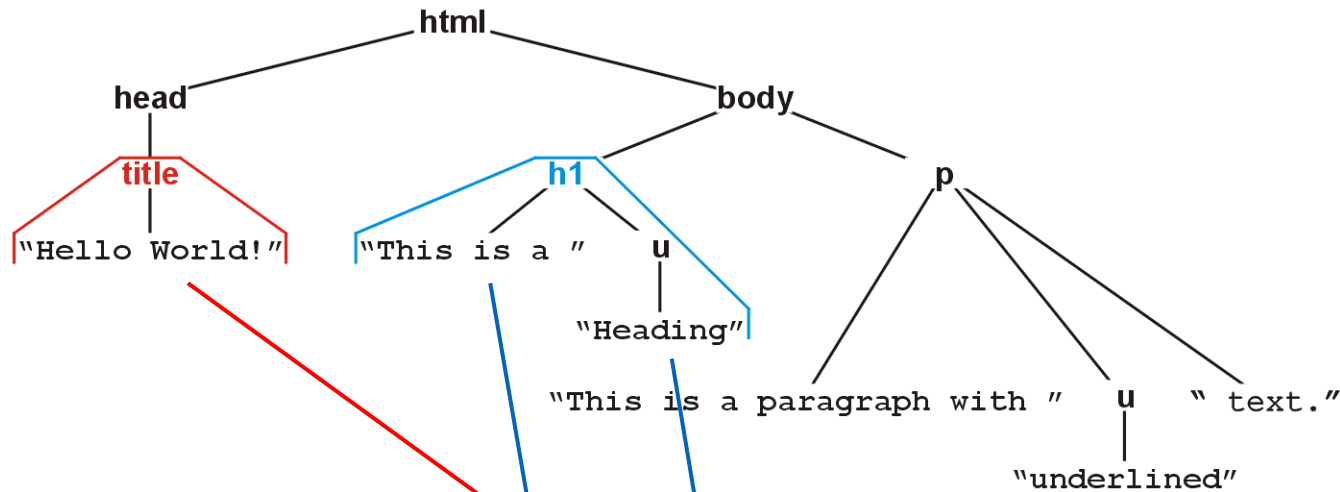 html
head body
title h1 p
“Hello World!” “This is a ” u
“Heading”
“This is a paragraph with ” u “ text.”
“underlined”